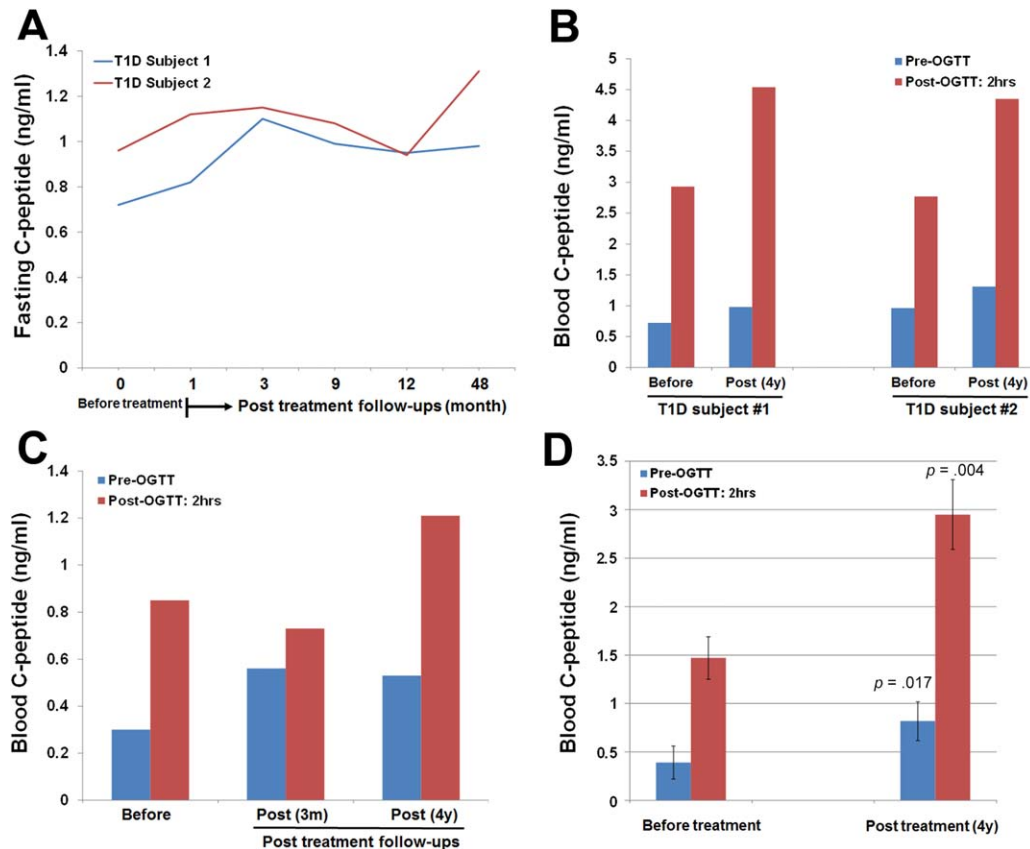 A
1.4
1.2
1
0.8
0.6
0.4
0.2
0
Fasting C-peptide (ng/ml)
T1D Subject 1
T1D Subject 2
0 1 3 9 12 48
Before treatment Post treatment follow-ups (month)
B
5
4.5
4
3.5
3
2.5
2
1.5
1
0.5
0
Blood C-peptide (ng/ml)
Pre-OGTT
Post-OGTT: 2hrs
Before Post (4y) Before Post (4y)
T1D subject #1 T1D subject #2
C
1.4
1.2
1
0.8
0.6
0.4
0.2
0
Blood C-peptide (ng/ml)
Pre-OGTT
Post-OGTT: 2hrs
Before Post (3m) Post (4y)
Post treatment follow-ups
D
3.5
3
2.5
2
1.5
1
0.5
0
Blood C-peptide (ng/ml)
Pre-OGTT
Post-OGTT: 2hrs
p = .004
p = .017
Before treatment Post treatment (4y)